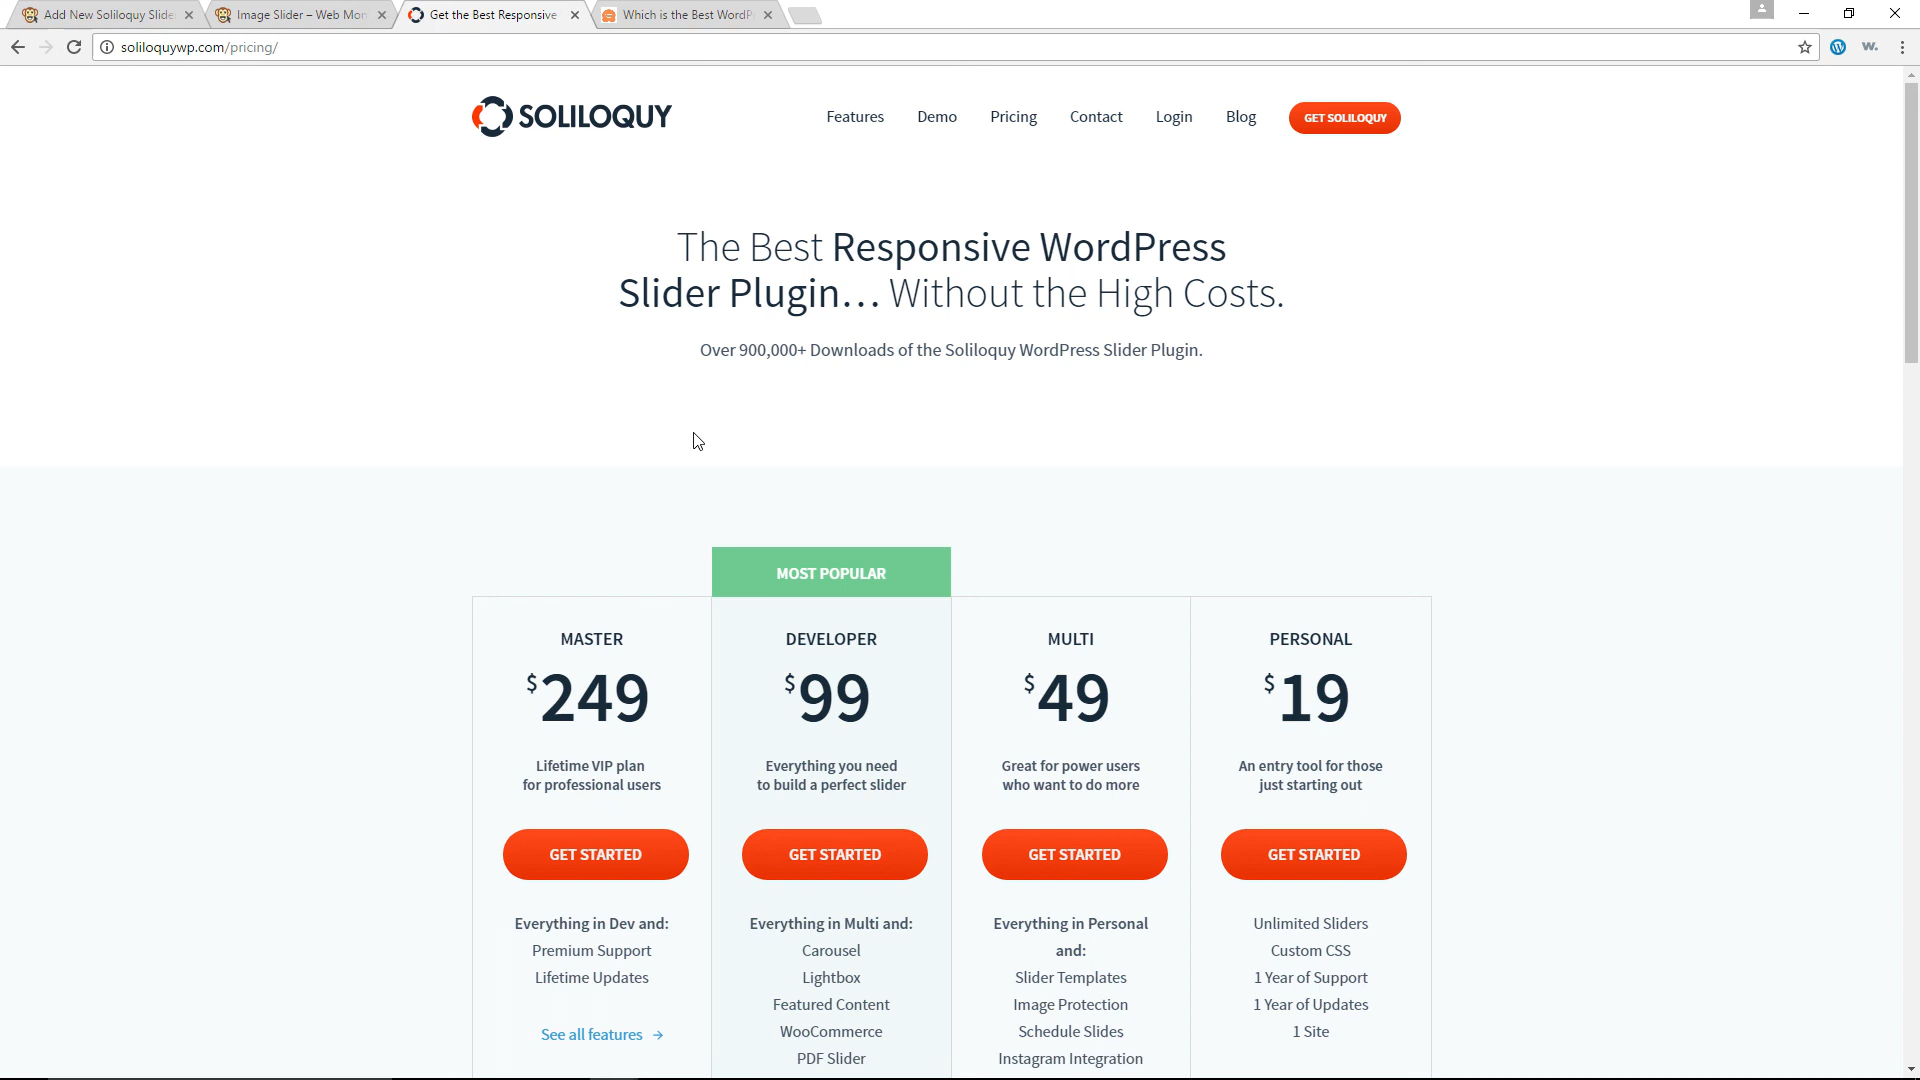 Add New Soliloquy Slide
Image Slider – Web Mon
Get the Best Responsive
Which is the Best WordP
soliloquywp.com/pricing/
W.
SOLILOQUY
Features
Demo
Pricing
Contact
Login
Blog
GET SOLILOQUY
The Best Responsive WordPress
Slider Plugin… Without the High Costs.
Over 900,000+ Downloads of the Soliloquy WordPress Slider Plugin.
MOST POPULAR
MASTER
$249
Lifetime VIP plan
for professional users
GET STARTED
Everything in Dev and:
Premium Support
Lifetime Updates
See all features →
DEVELOPER
$99
Everything you need
to build a perfect slider
GET STARTED
Everything in Multi and:
Carousel
Lightbox
Featured Content
WooCommerce
PDF Slider
MULTI
$49
Great for power users
who want to do more
GET STARTED
Everything in Personal
and:
Slider Templates
Image Protection
Schedule Slides
Instagram Integration
PERSONAL
$19
An entry tool for those
just starting out
GET STARTED
Unlimited Sliders
Custom CSS
1 Year of Support
1 Year of Updates
1 Site